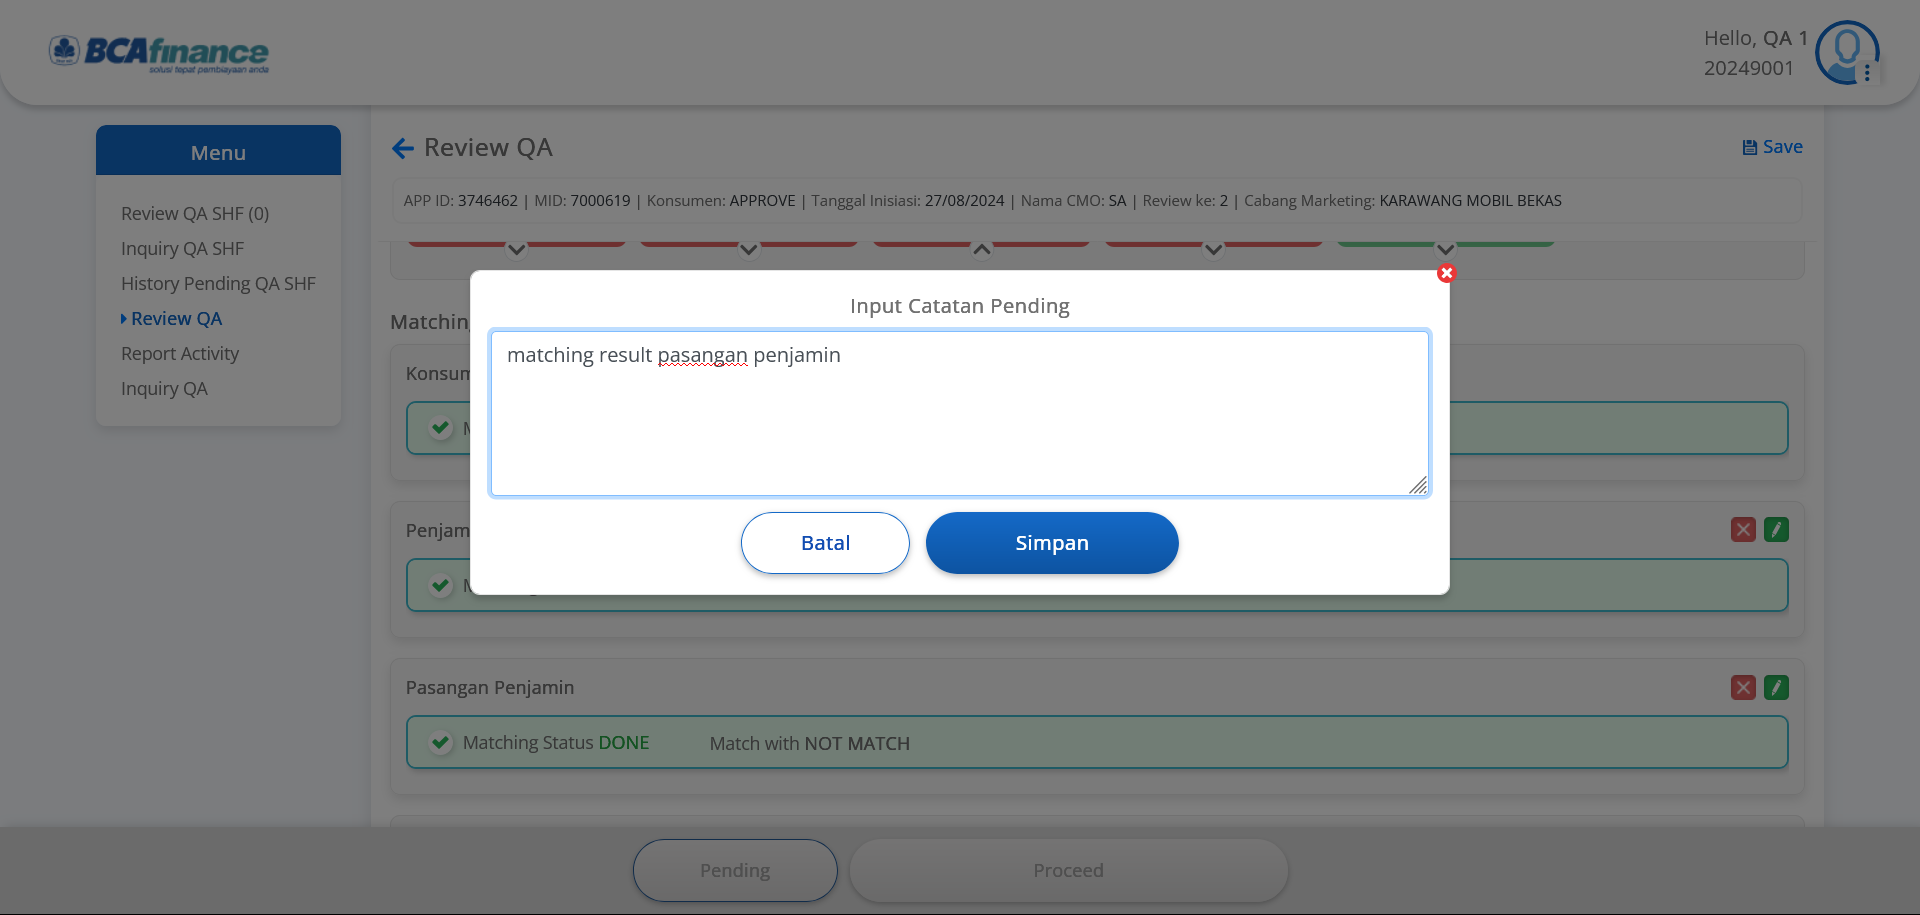 BCAfinance
solusi tepat pembiayaan anda
Hello, QA 1
20249001
Menu
Review QA SHF (0)
Inquiry QA SHF
History Pending QA SHF
Review QA
Report Activity
Inquiry QA
Review QA
Save
APP ID: 3746462 | MID: 7000619 | Konsumen: APPROVE | Tanggal Inisiasi: 27/08/2024 | Nama CMO: SA | Review ke: 2 | Cabang Marketing: KARAWANG MOBIL BEKAS
Matching
Input Catatan Pending
matching result pasangan penjamin
Batal
Simpan
Konsum
Penjam
Pasangan Penjamin
Matching Status DONE Match with NOT MATCH
Pending
Proceed